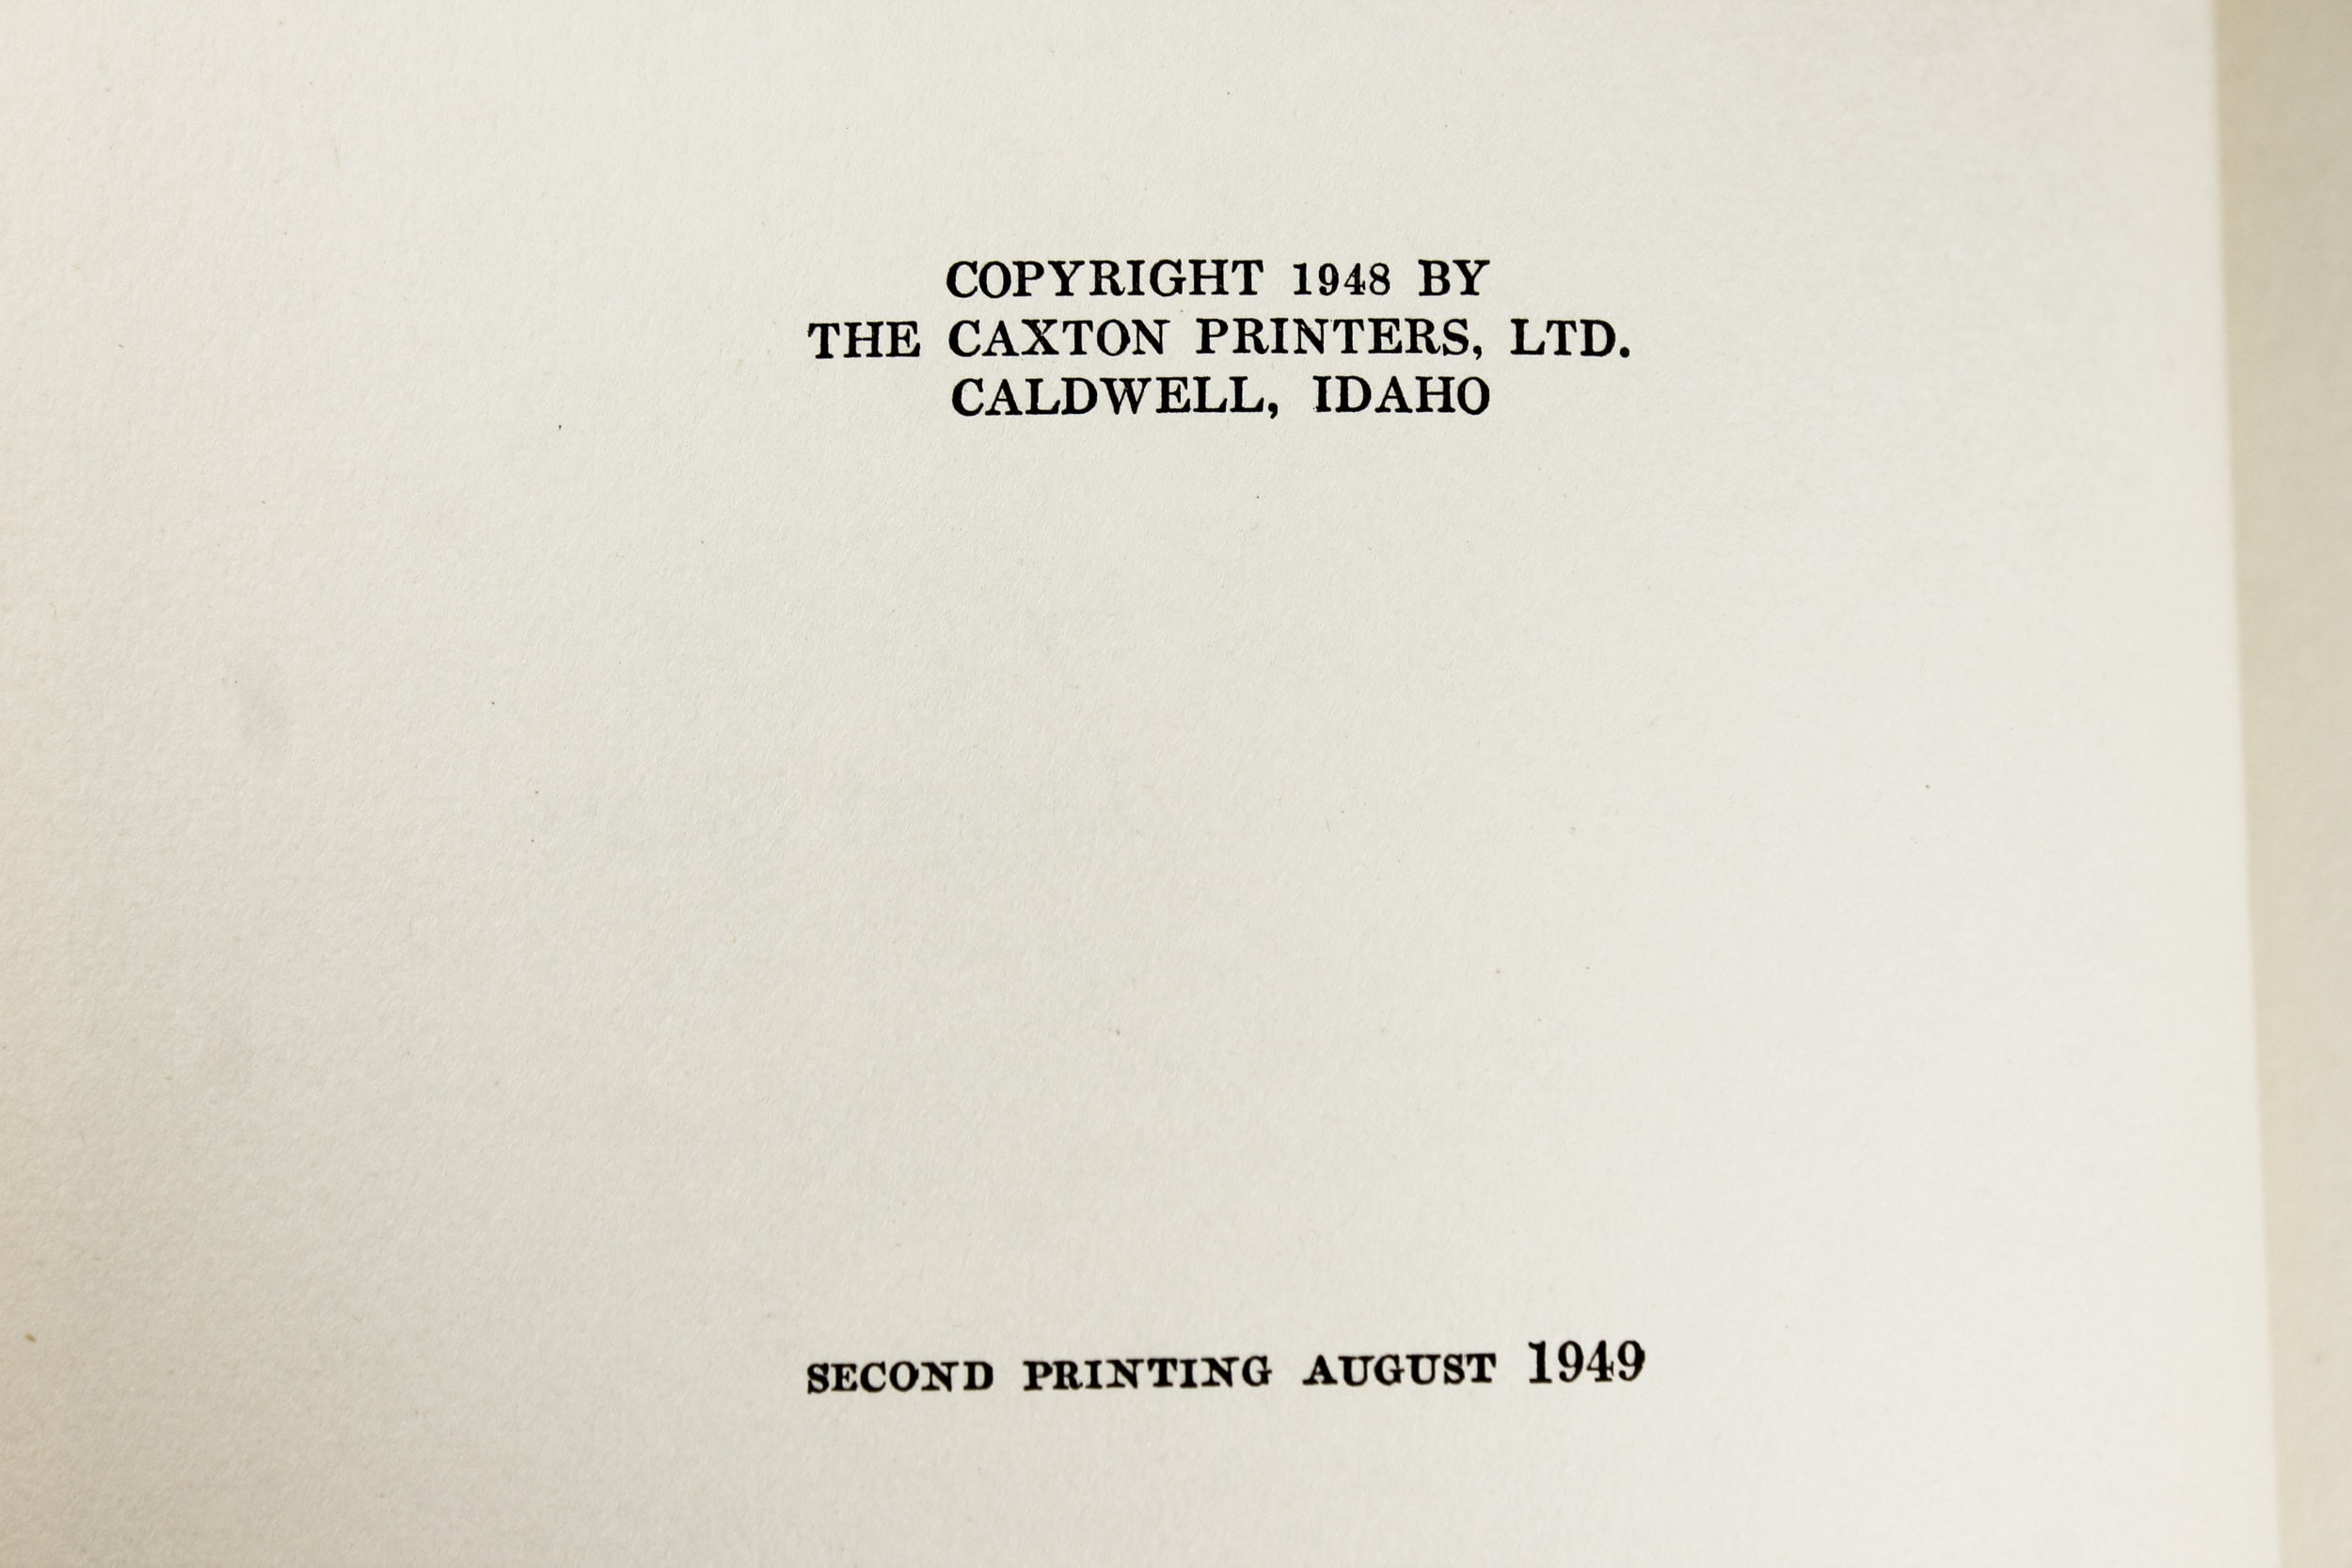 COPYRIGHT 1948 BY
THE CAXTON PRINTERS, LTD.
CALDWELL, IDAHO
SECOND PRINTING AUGUST 1949